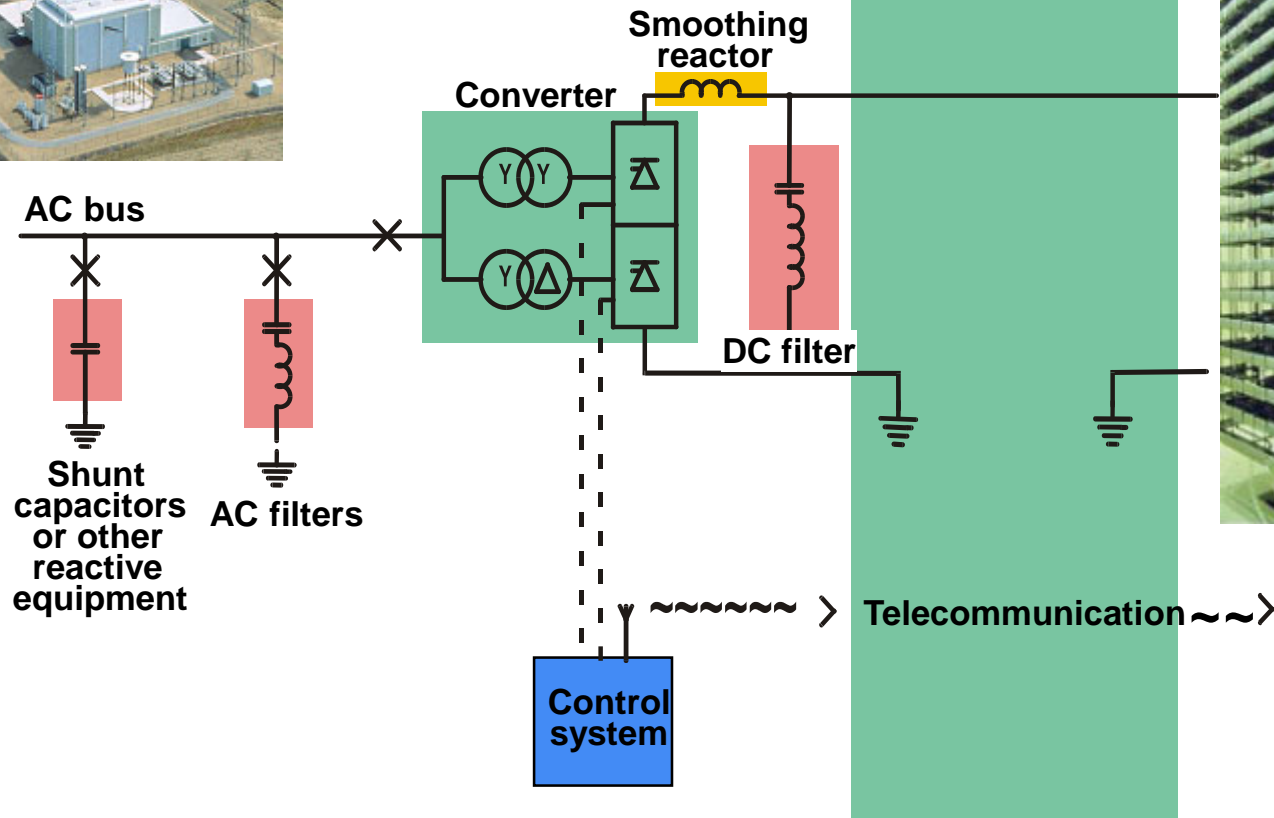 Smoothing
reactor
Converter
AC bus
Y Y
Y Δ
DC filter
Shunt
capacitors
or other
reactive
equipment
AC filters
~~~~~~ > Telecommunication ~~>
Control
system